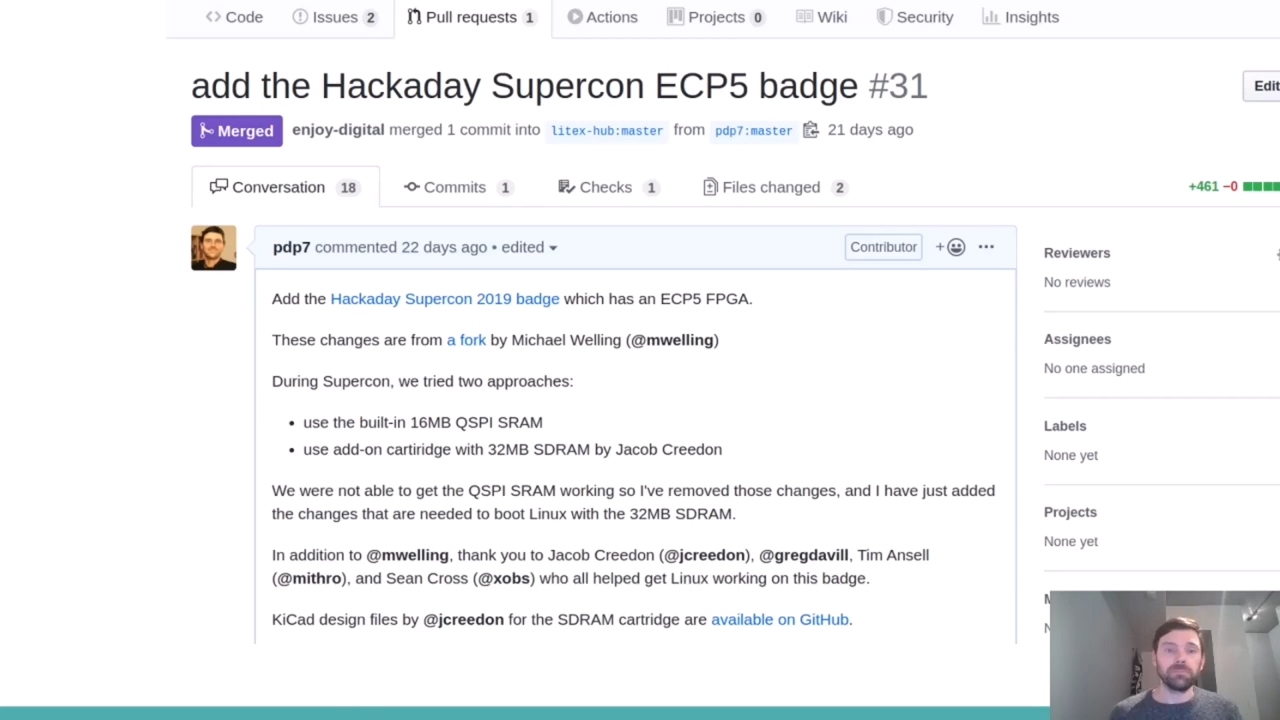 Code Issues 2 Pull requests 1 Actions Projects 0 Wiki Security Insights
add the Hackaday Supercon ECP5 badge #31
Edit
Merged enjoy-digital merged 1 commit into litex-hub:master from pdp7:master 21 days ago
Conversation 18 Commits 1 Checks 1 Files changed 2 +461 −0
pdp7 commented 22 days ago • edited Contributor
Add the Hackaday Supercon 2019 badge which has an ECP5 FPGA.
These changes are from a fork by Michael Welling (@mwelling)
During Supercon, we tried two approaches:
• use the built-in 16MB QSPI SRAM
• use add-on cartiridge with 32MB SDRAM by Jacob Creedon
We were not able to get the QSPI SRAM working so I've removed those changes, and I have just added
the changes that are needed to boot Linux with the 32MB SDRAM.
In addition to @mwelling, thank you to Jacob Creedon (@jcreedon), @gregdavill, Tim Ansell
(@mithro), and Sean Cross (@xobs) who all helped get Linux working on this badge.
KiCad design files by @jcreedon for the SDRAM cartridge are available on GitHub.
Reviewers
No reviews
Assignees
No one assigned
Labels
None yet
Projects
None yet